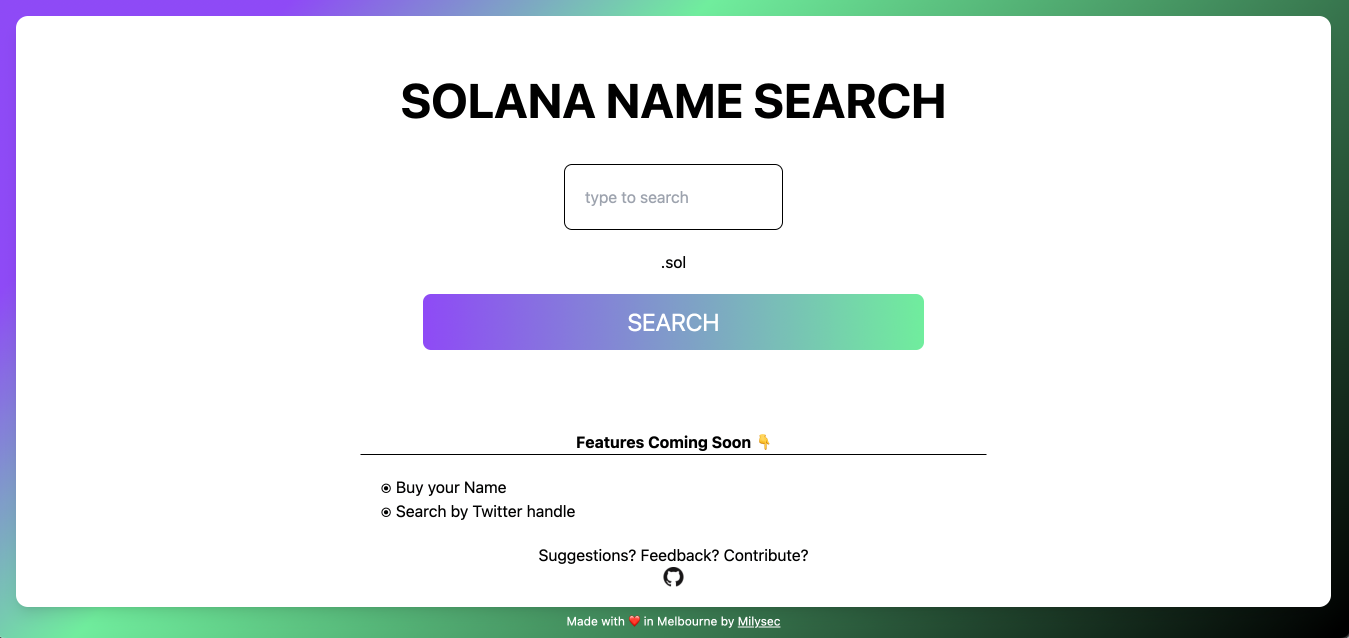 SOLANA NAME SEARCH
type to search
.sol
SEARCH
Features Coming Soon 👇
Buy your Name
Search by Twitter handle
Suggestions? Feedback? Contribute?
Made with ❤️ in Melbourne by Milysec